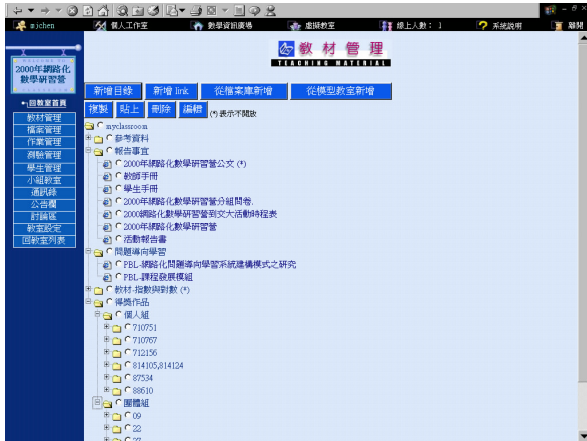 mjchen 個人工作室 數學資訊廣場 虛擬教室 線上人數：1 系統說明 離開
WELCOME TO
2000年網路化
數學研習營
回教室首頁
教材管理
檔案管理
作業管理
測驗管理
學生管理
小組教室
通訊錄
公告欄
討論區
教室設定
回教室列表
教材管理
TEACHING MATERIAL
新增目錄 新增 link 從檔案庫新增 從模型教室新增
複製 貼上 刪除 編輯 (*) 表示不開放
myclassroom
參考資料
報告事宜
2000年網路化數學研習營公文 (*)
教師手冊
學生手冊
2000年網路化數學研習營分組問卷.
2000網路化數學研習營到交大活動時程表
2000年網路化數學研習營
活動報告書
問題導向學習
PBL-網路化問題導向學習系統建構模式之研究
PBL-課程發展模組
教材-指數與對數 (*)
得獎作品
個人組
710751
710767
712156
814105,814124
87534
88610
團體組
09
22
27